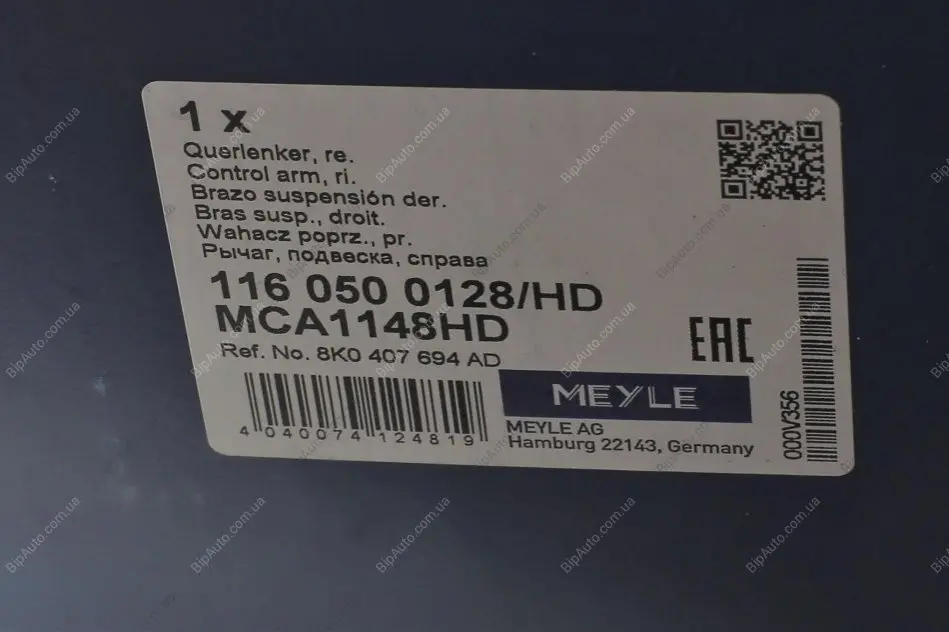 1 x
Querlenker, re.
Control arm, ri.
Brazo suspensión der.
Bras susp., droit.
Wahacz poprz., pr.
Рычаг, подвеска, справа
116 050 0128/HD
MCA1148HD
Ref. No. 8K0 407 694 AD
EAC
4 040074 124819
MEYLE
MEYLE AG
Hamburg 22143, Germany
000V356
BipAuto.com.ua